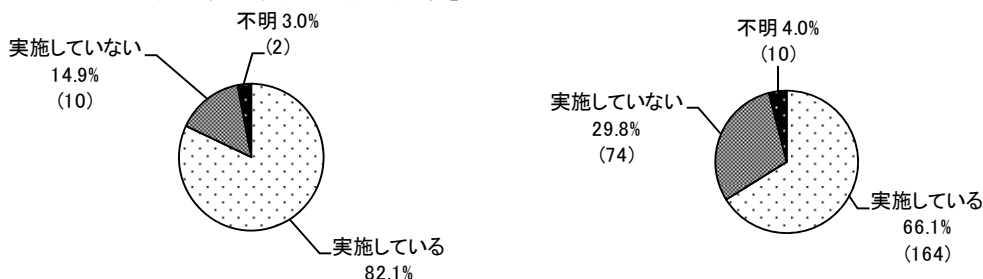 不明 3.0%
(2)
実施していない
14.9%
(10)
実施している
82.1%
不明 4.0%
(10)
実施していない
29.8%
(74)
実施している
66.1%
(164)